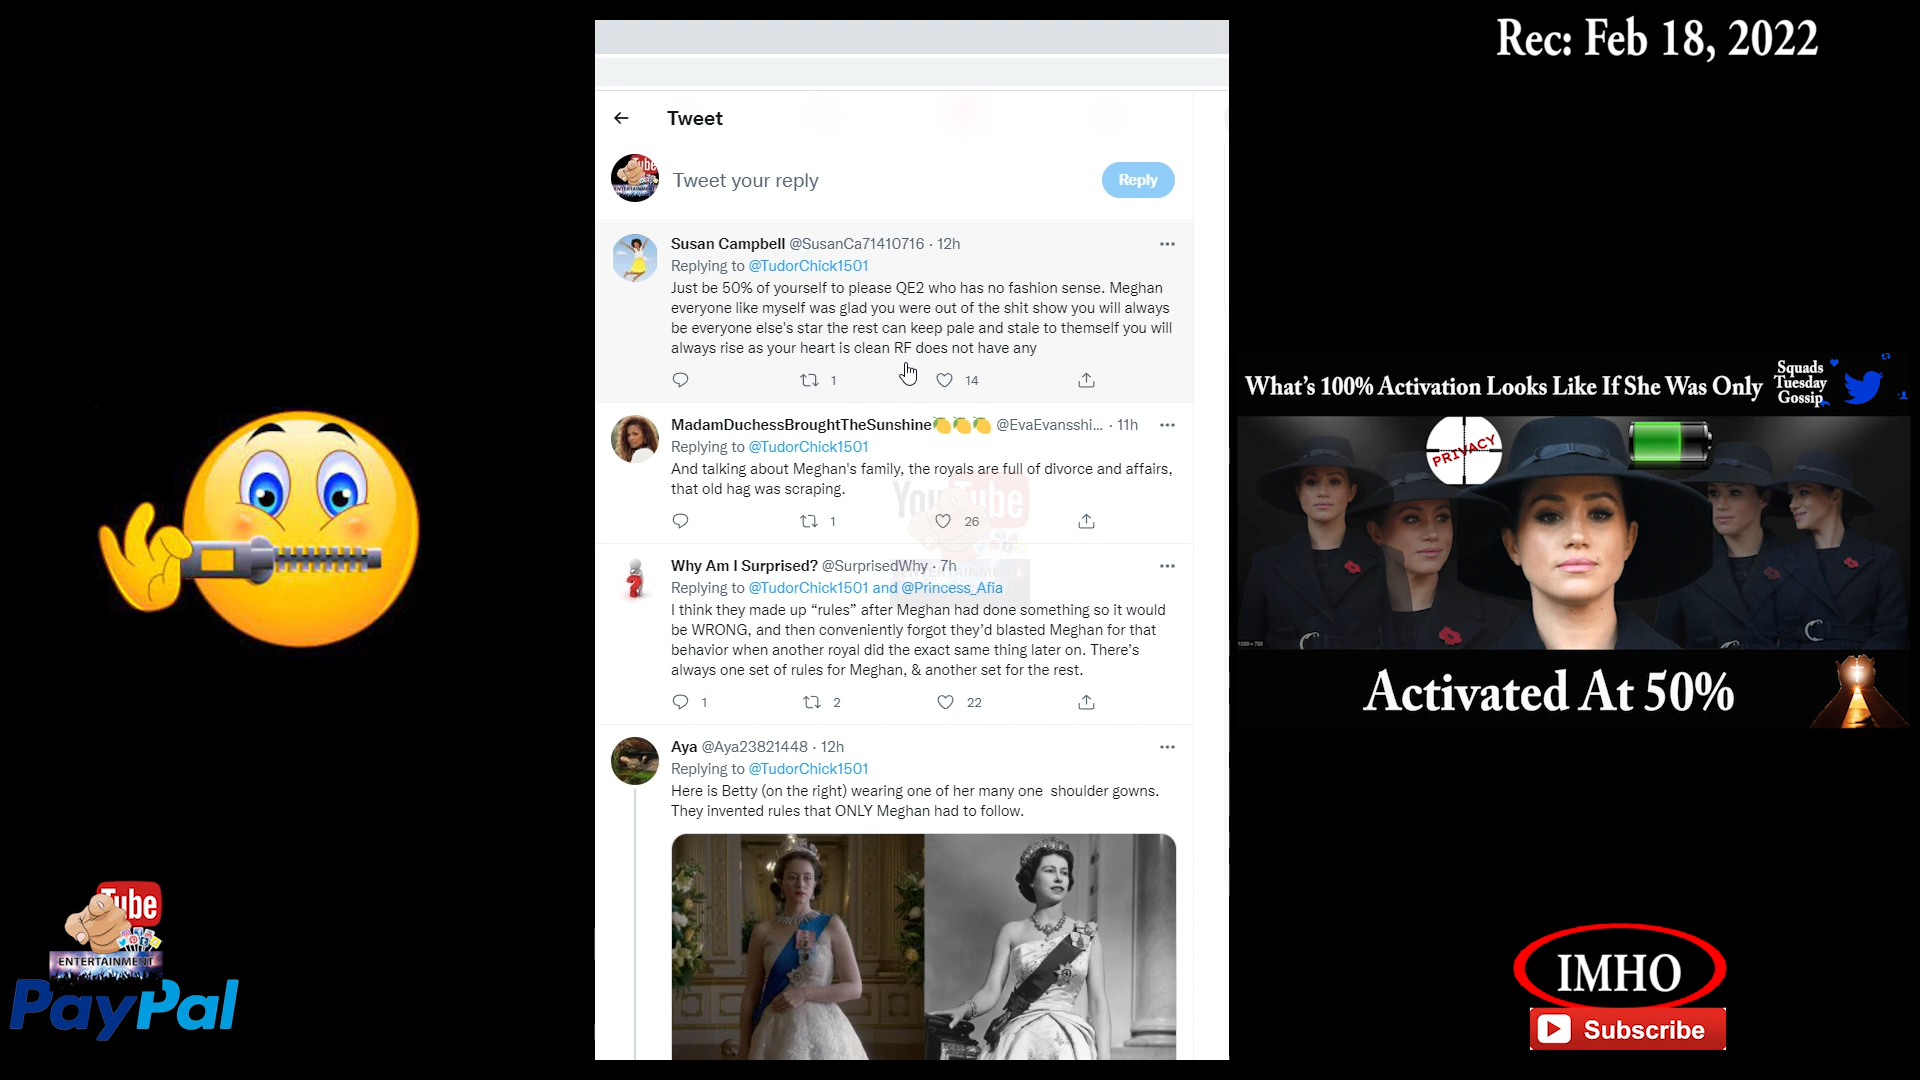 Rec: Feb 18, 2022
Tweet
Tweet your reply
Reply
Susan Campbell @SusanCa71410716 · 12h
Replying to @TudorChick1501
Just be 50% of yourself to please QE2 who has no fashion sense. Meghan
everyone like myself was glad you were out of the shit show you will always
be everyone else's star the rest can keep pale and stale to themself you will
always rise as your heart is clean RF does not have any
1
14
MadamDuchessBroughtTheSunshine🍋🍋🍋 @EvaEvansshi... · 11h
Replying to @TudorChick1501
And talking about Meghan's family, the royals are full of divorce and affairs,
that old hag was scraping.
1
26
YouTube
ENTERTAINME
Why Am I Surprised? @SurprisedWhy · 7h
Replying to @TudorChick1501 and @Princess_Afia
I think they made up “rules” after Meghan had done something so it would
be WRONG, and then conveniently forgot they’d blasted Meghan for that
behavior when another royal did the exact same thing later on. There’s
always one set of rules for Meghan, & another set for the rest.
1
2
22
Aya @Aya23821448 · 12h
Replying to @TudorChick1501
Here is Betty (on the right) wearing one of her many one shoulder gowns.
They invented rules that ONLY Meghan had to follow.
What's 100% Activation Looks Like If She Was Only
Squads
Tuesday
Gossip
PRIVACY
Activated At 50%
Tube
ENTERTAINMENT
PayPal
IMHO
Subscribe